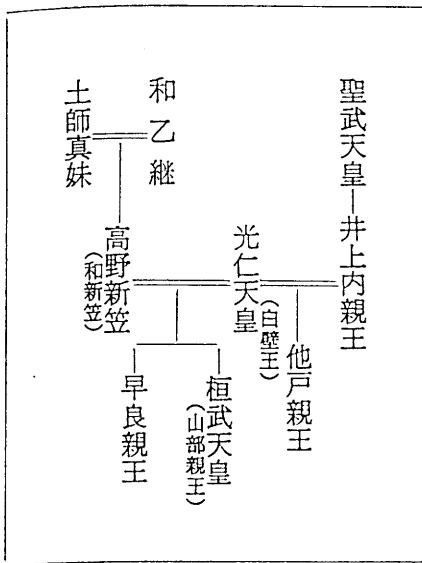 聖武天皇―井上内親王
他戸親王
光仁天皇
(白壁王)
桓武天皇
(山部親王)
早良親王
和乙継
高野新笠
(和新笠)
土師真妹